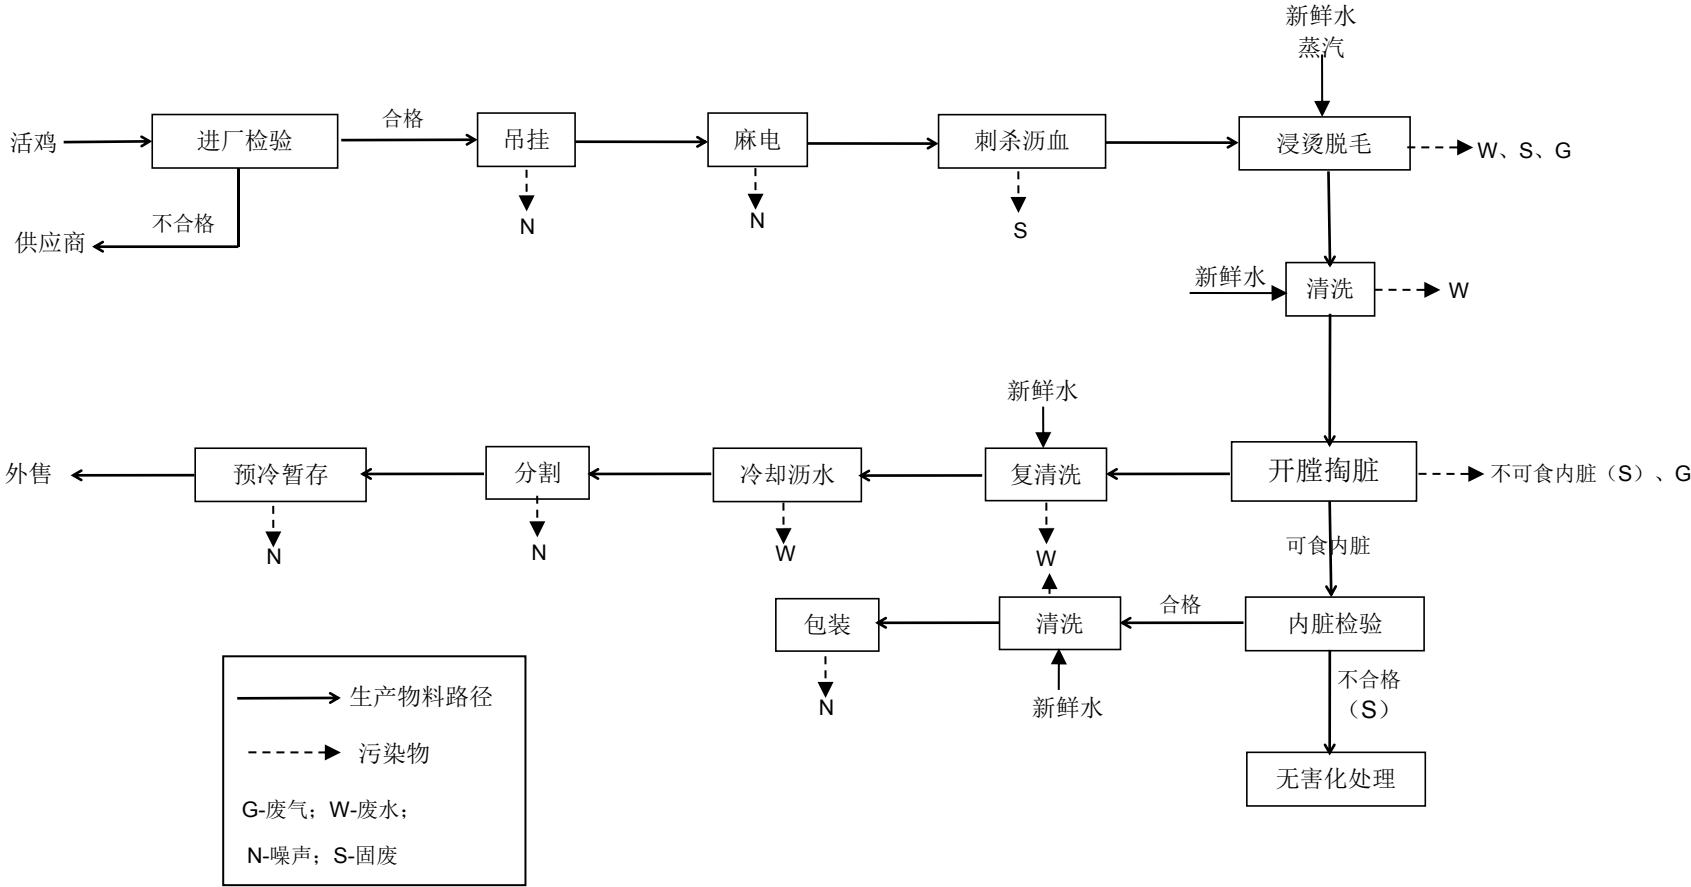 新鲜水
蒸汽
活鸡
进厂检验
合格
吊挂
麻电
刺杀沥血
浸烫脱毛
W、S、G
不合格
供应商
N
N
S
新鲜水
清洗
W
新鲜水
外售
预冷暂存
分割
冷却沥水
复清洗
开膛掏脏
不可食内脏（S）、G
N
N
W
W
可食内脏
包装
清洗
合格
内脏检验
N
新鲜水
不合格
（S）
无害化处理
生产物料路径
污染物
G-废气；W-废水；
N-噪声；S-固废